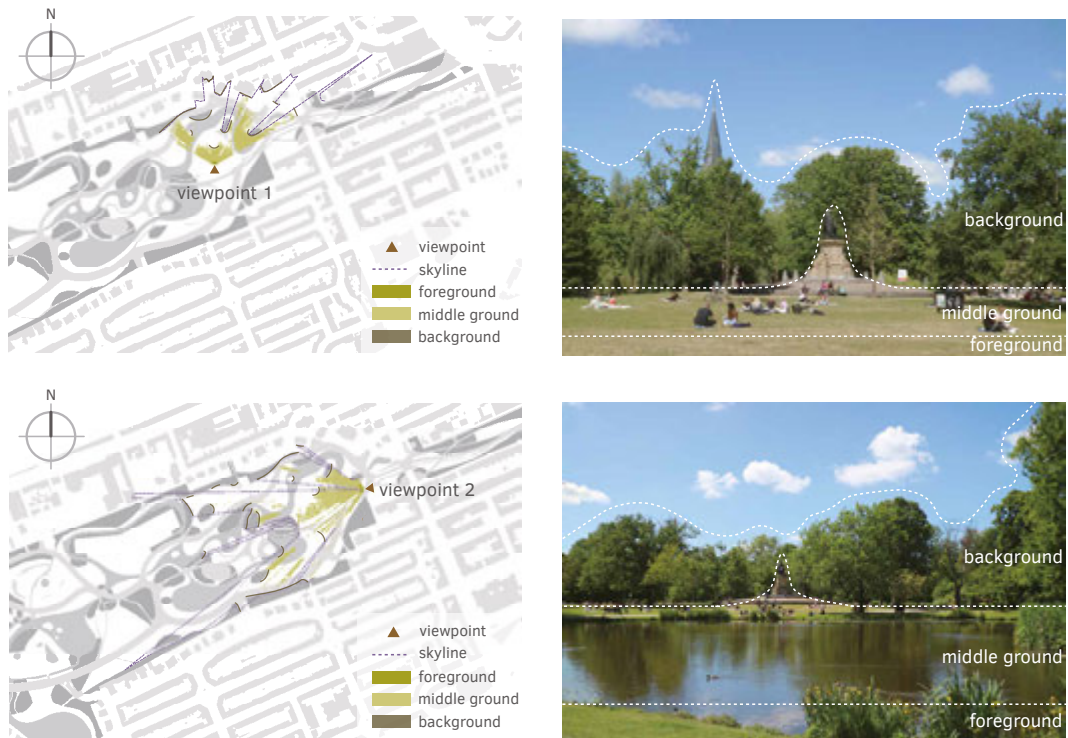 N
viewpoint 1
viewpoint
skyline
foreground
middle ground
background
background
middle ground
foreground
N
viewpoint 2
viewpoint
skyline
foreground
middle ground
background
background
middle ground
foreground